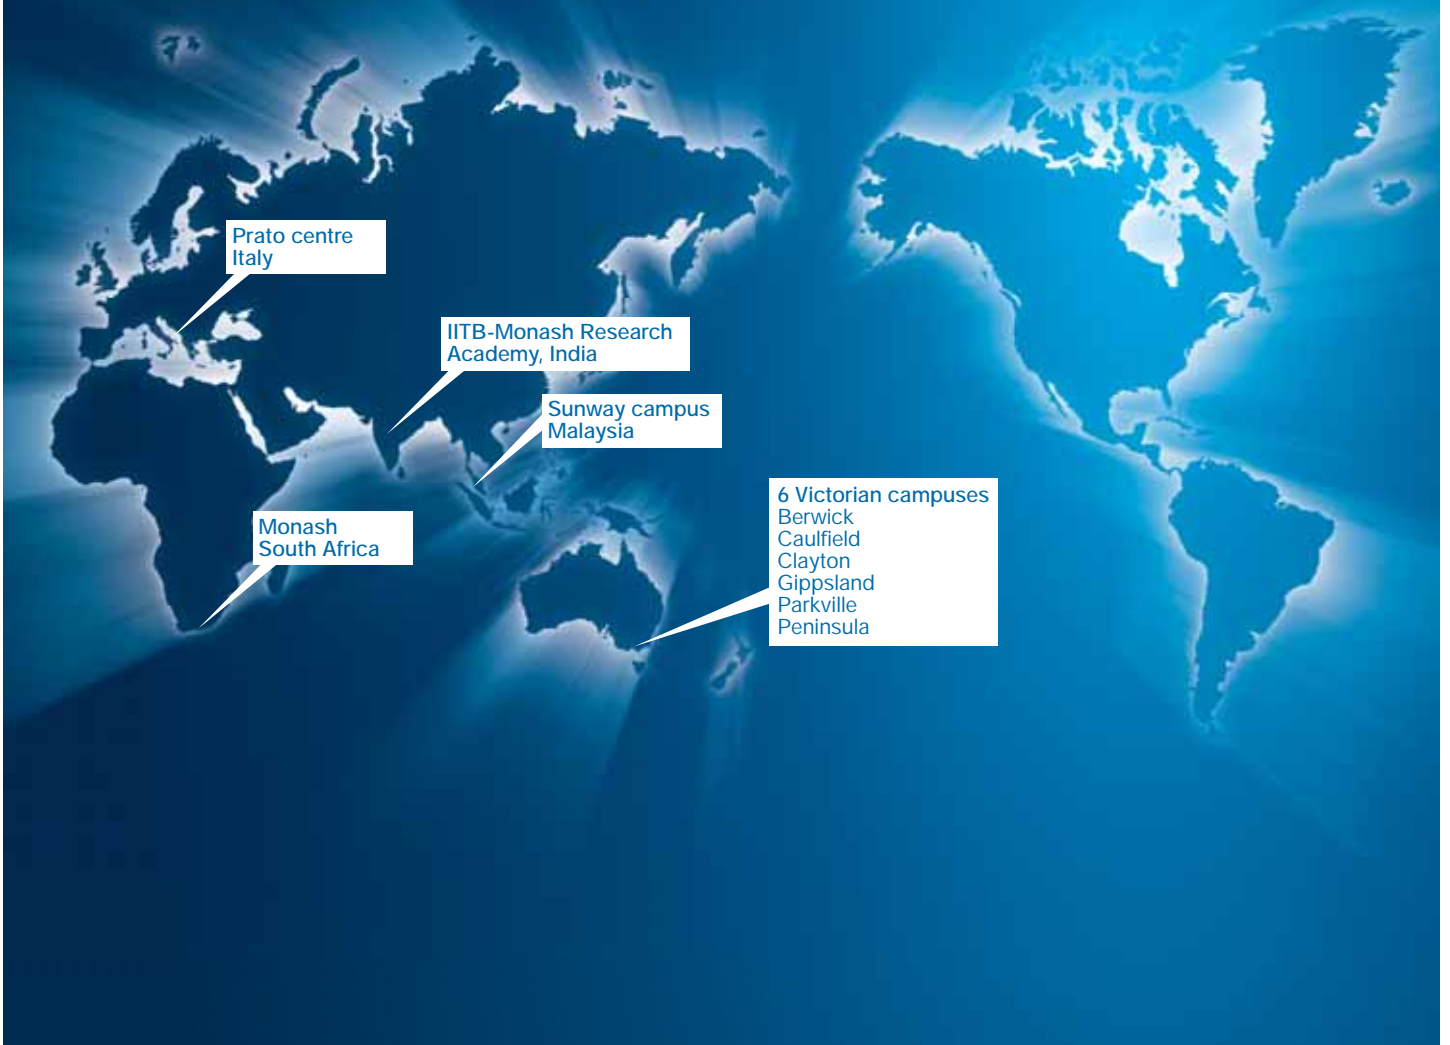 Prato centre
Italy
IITB-Monash Research
Academy, India
Sunway campus
Malaysia
6 Victorian campuses
Berwick
Caulfield
Clayton
Gippsland
Parkville
Peninsula
Monash
South Africa